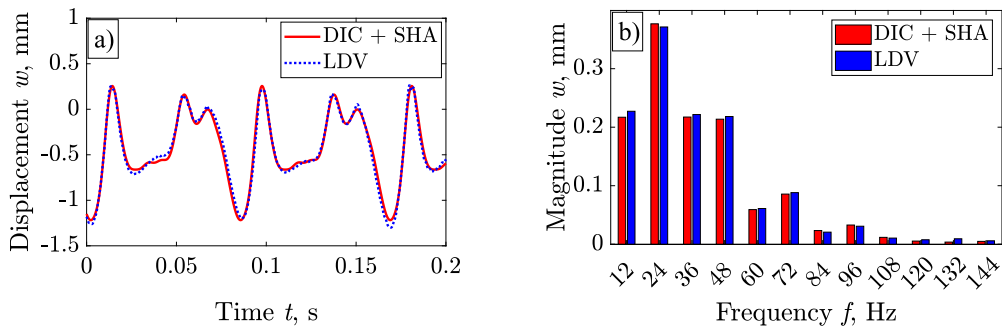 a)
DIC + SHA
LDV
1
0.5
0
-0.5
-1
-1.5
0
0.05
0.1
0.15
0.2
Displacement w, mm
Time t, s
b)
DIC + SHA
LDV
0.3
0.2
0.1
0
12
24
36
48
60
72
84
96
108
120
132
144
Magnitude w, mm
Frequency f, Hz